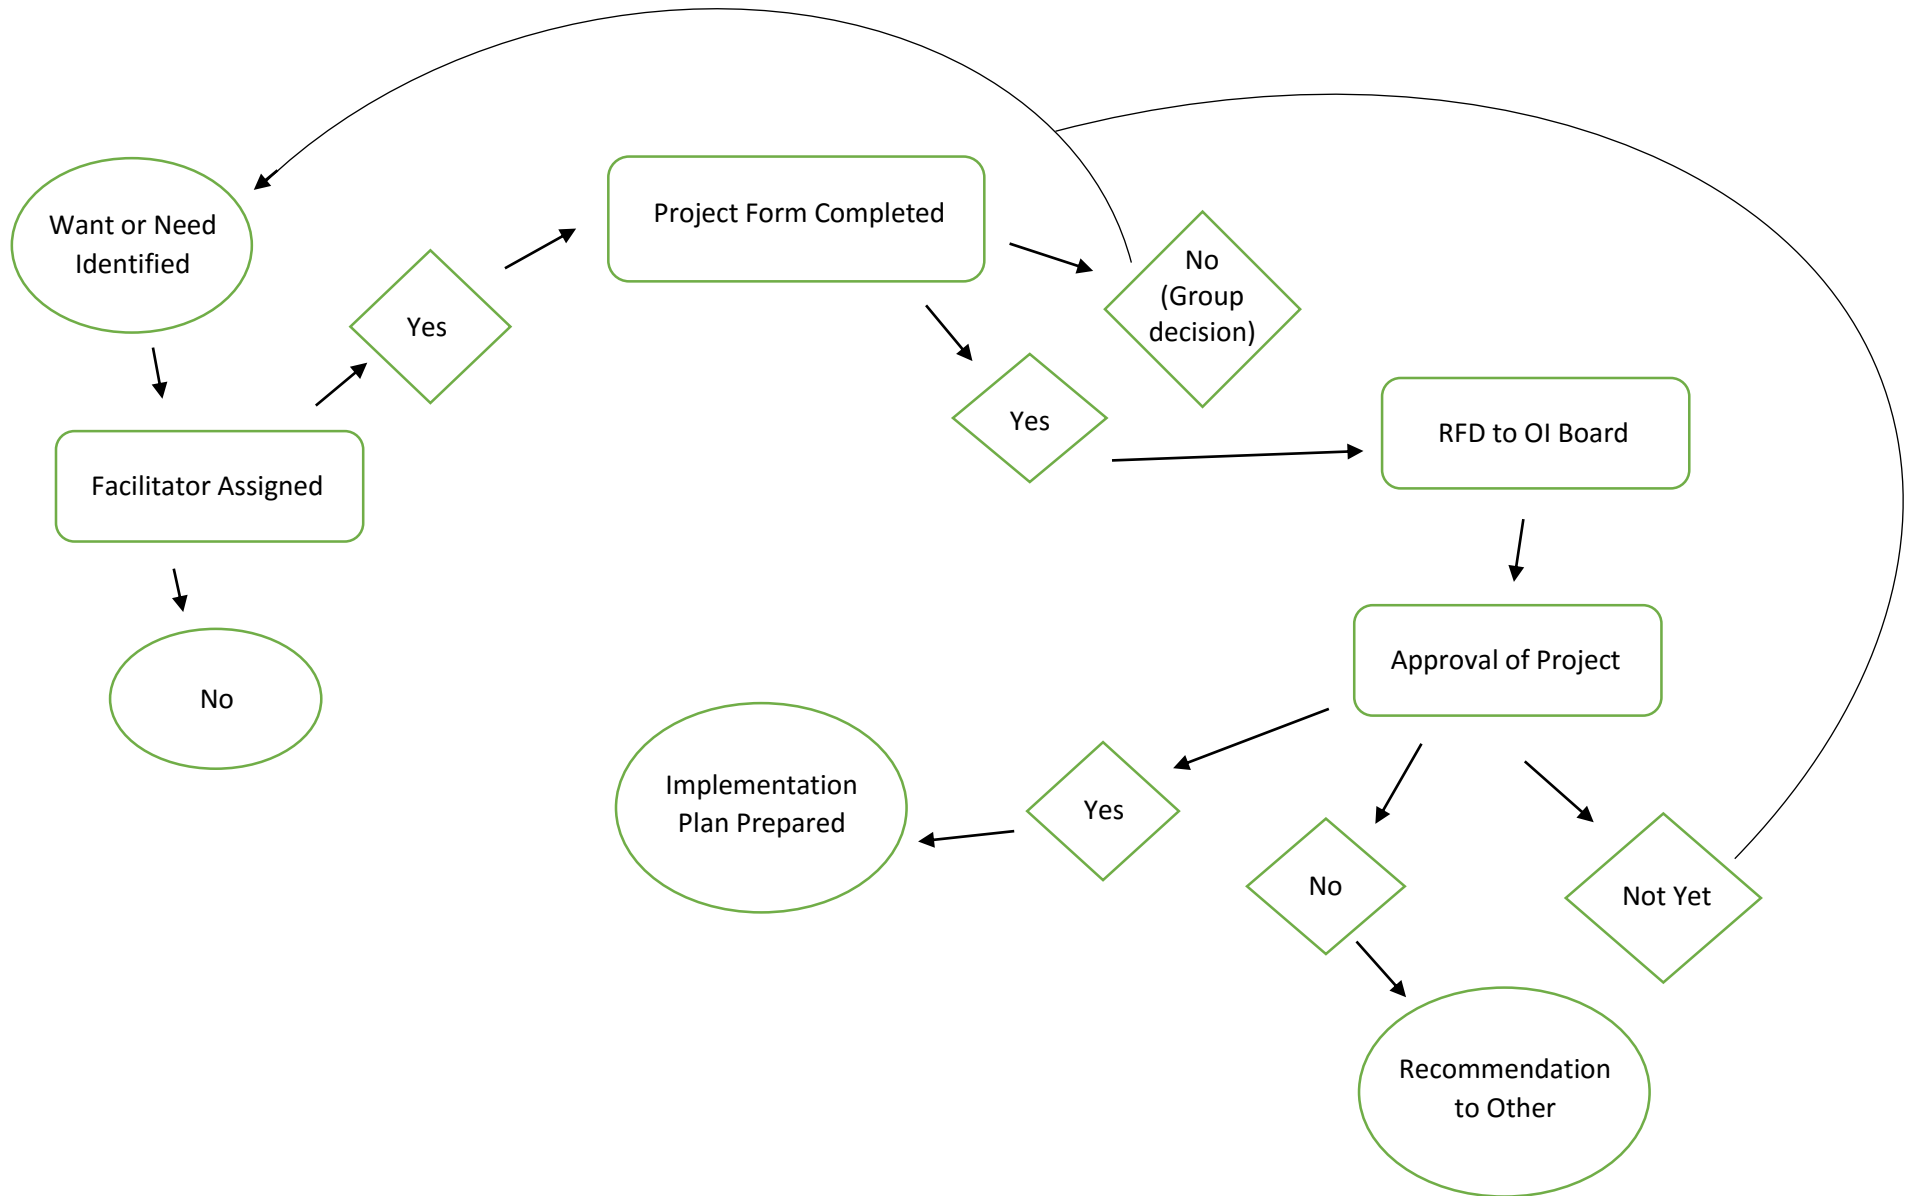 Want or Need
Identified
Project Form Completed
No
(Group
decision)
Yes
Yes
RFD to OI Board
Facilitator Assigned
Approval of Project
No
Implementation
Plan Prepared
Yes
No
Not Yet
Recommendation
to Other